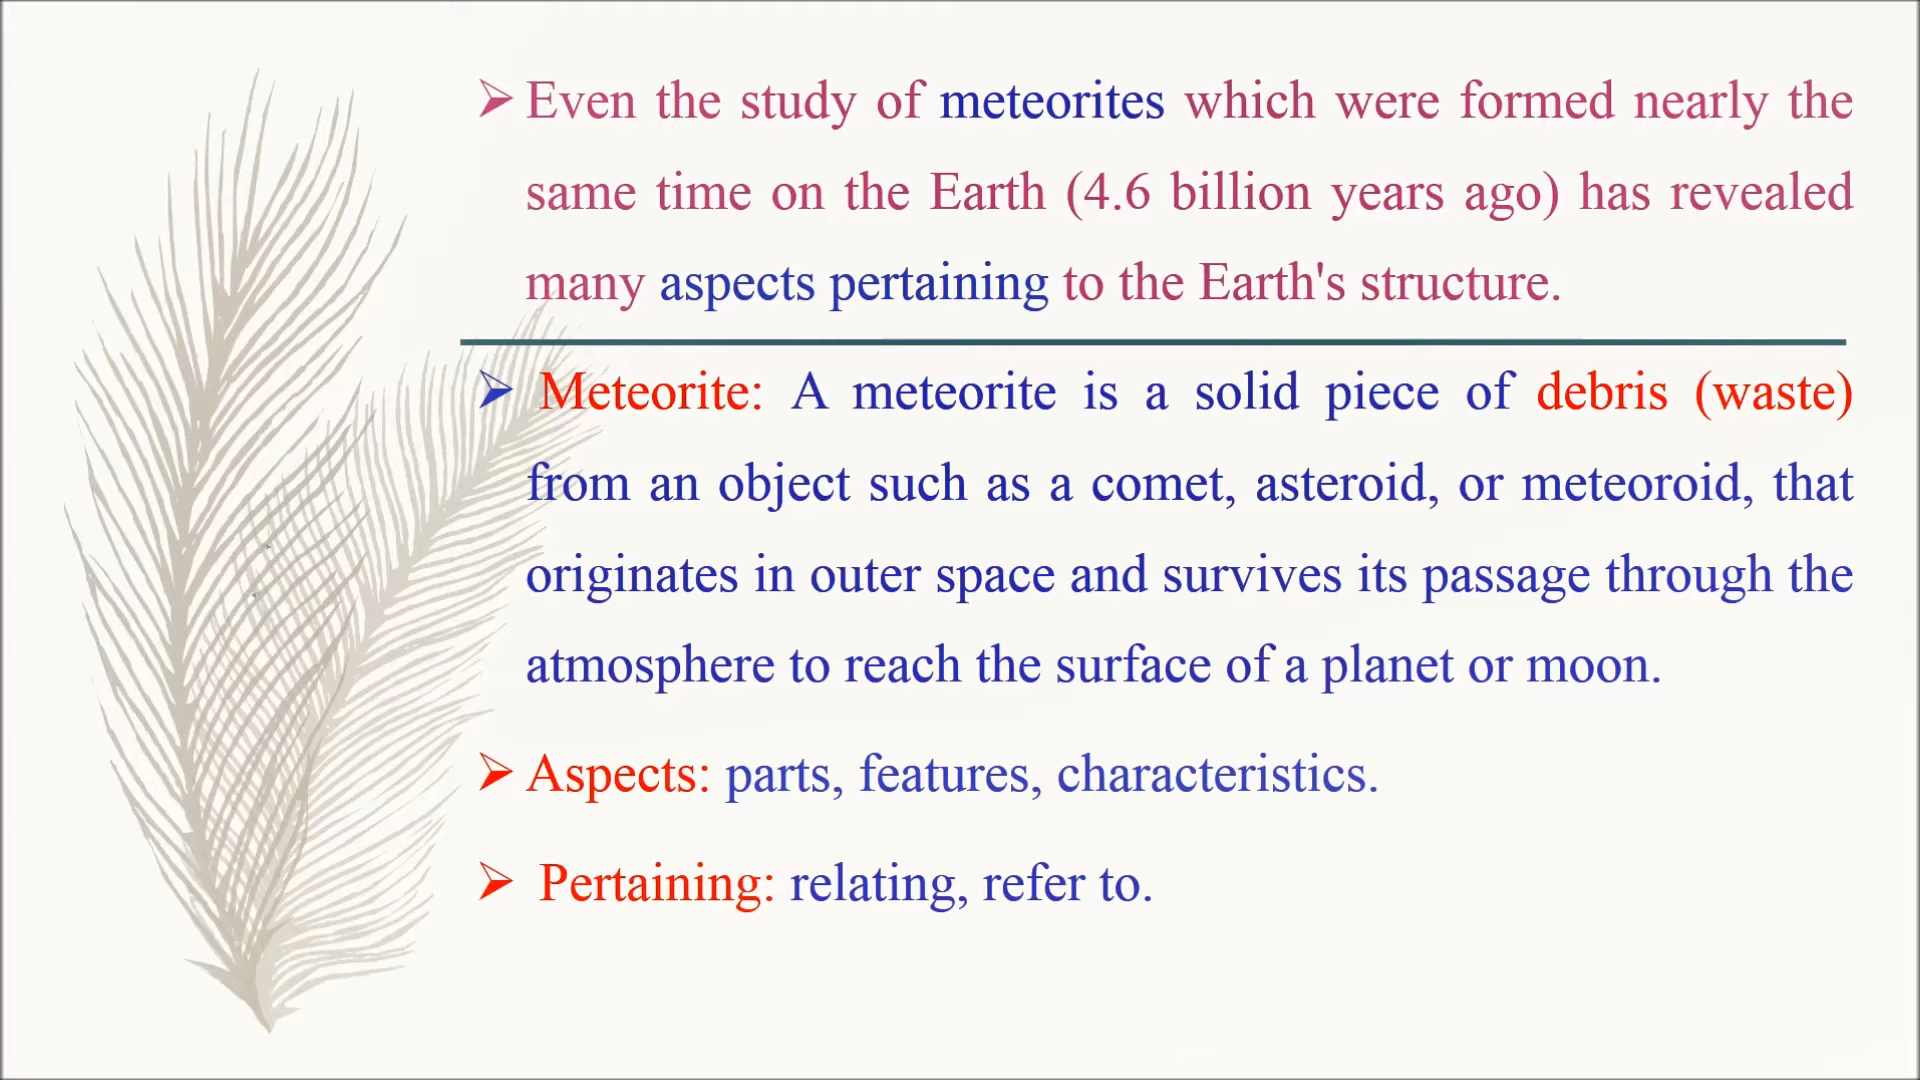 Even the study of meteorites which were formed nearly the
same time on the Earth (4.6 billion years ago) has revealed
many aspects pertaining to the Earth's structure.
Meteorite: A meteorite is a solid piece of debris (waste)
from an object such as a comet, asteroid, or meteoroid, that
originates in outer space and survives its passage through the
atmosphere to reach the surface of a planet or moon.
Aspects: parts, features, characteristics.
Pertaining: relating, refer to.